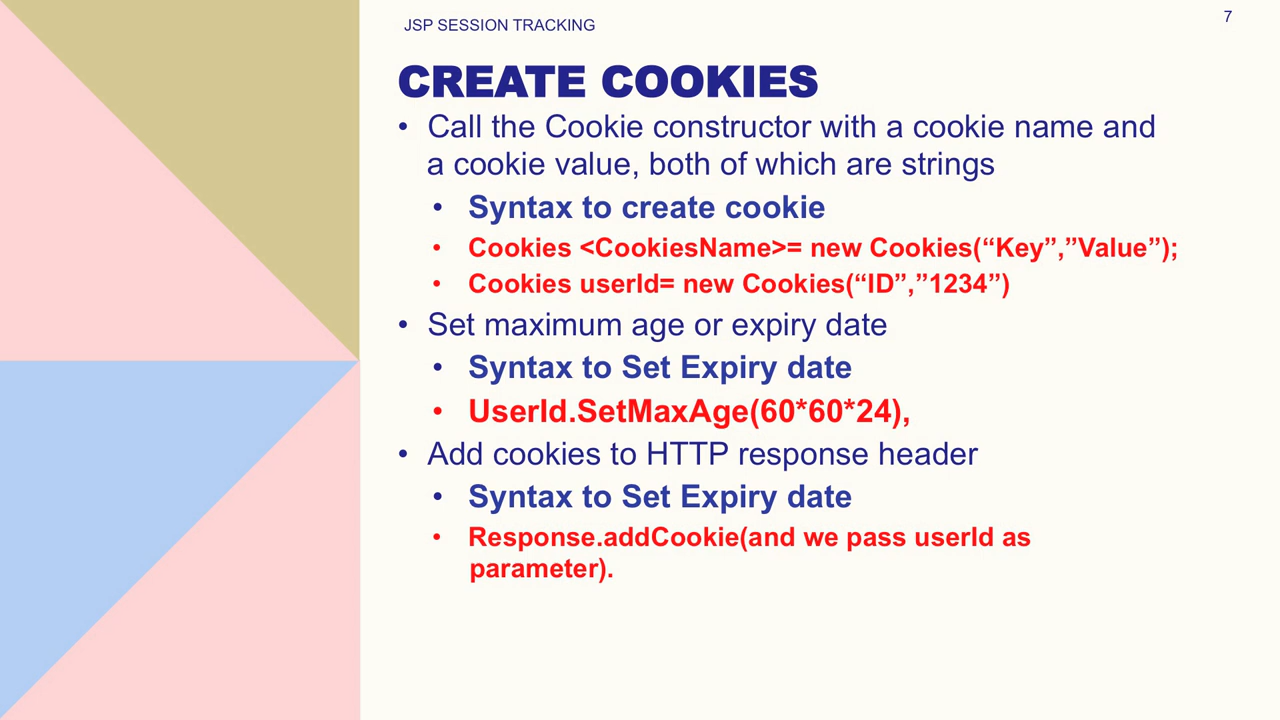 JSP SESSION TRACKING
7
CREATE COOKIES
• Call the Cookie constructor with a cookie name and
a cookie value, both of which are strings
• Syntax to create cookie
• Cookies <CookiesName>= new Cookies(“Key”,”Value”);
• Cookies userId= new Cookies(“ID”,”1234”)
• Set maximum age or expiry date
• Syntax to Set Expiry date
• UserId.SetMaxAge(60*60*24),
• Add cookies to HTTP response header
• Syntax to Set Expiry date
• Response.addCookie(and we pass userId as
parameter).